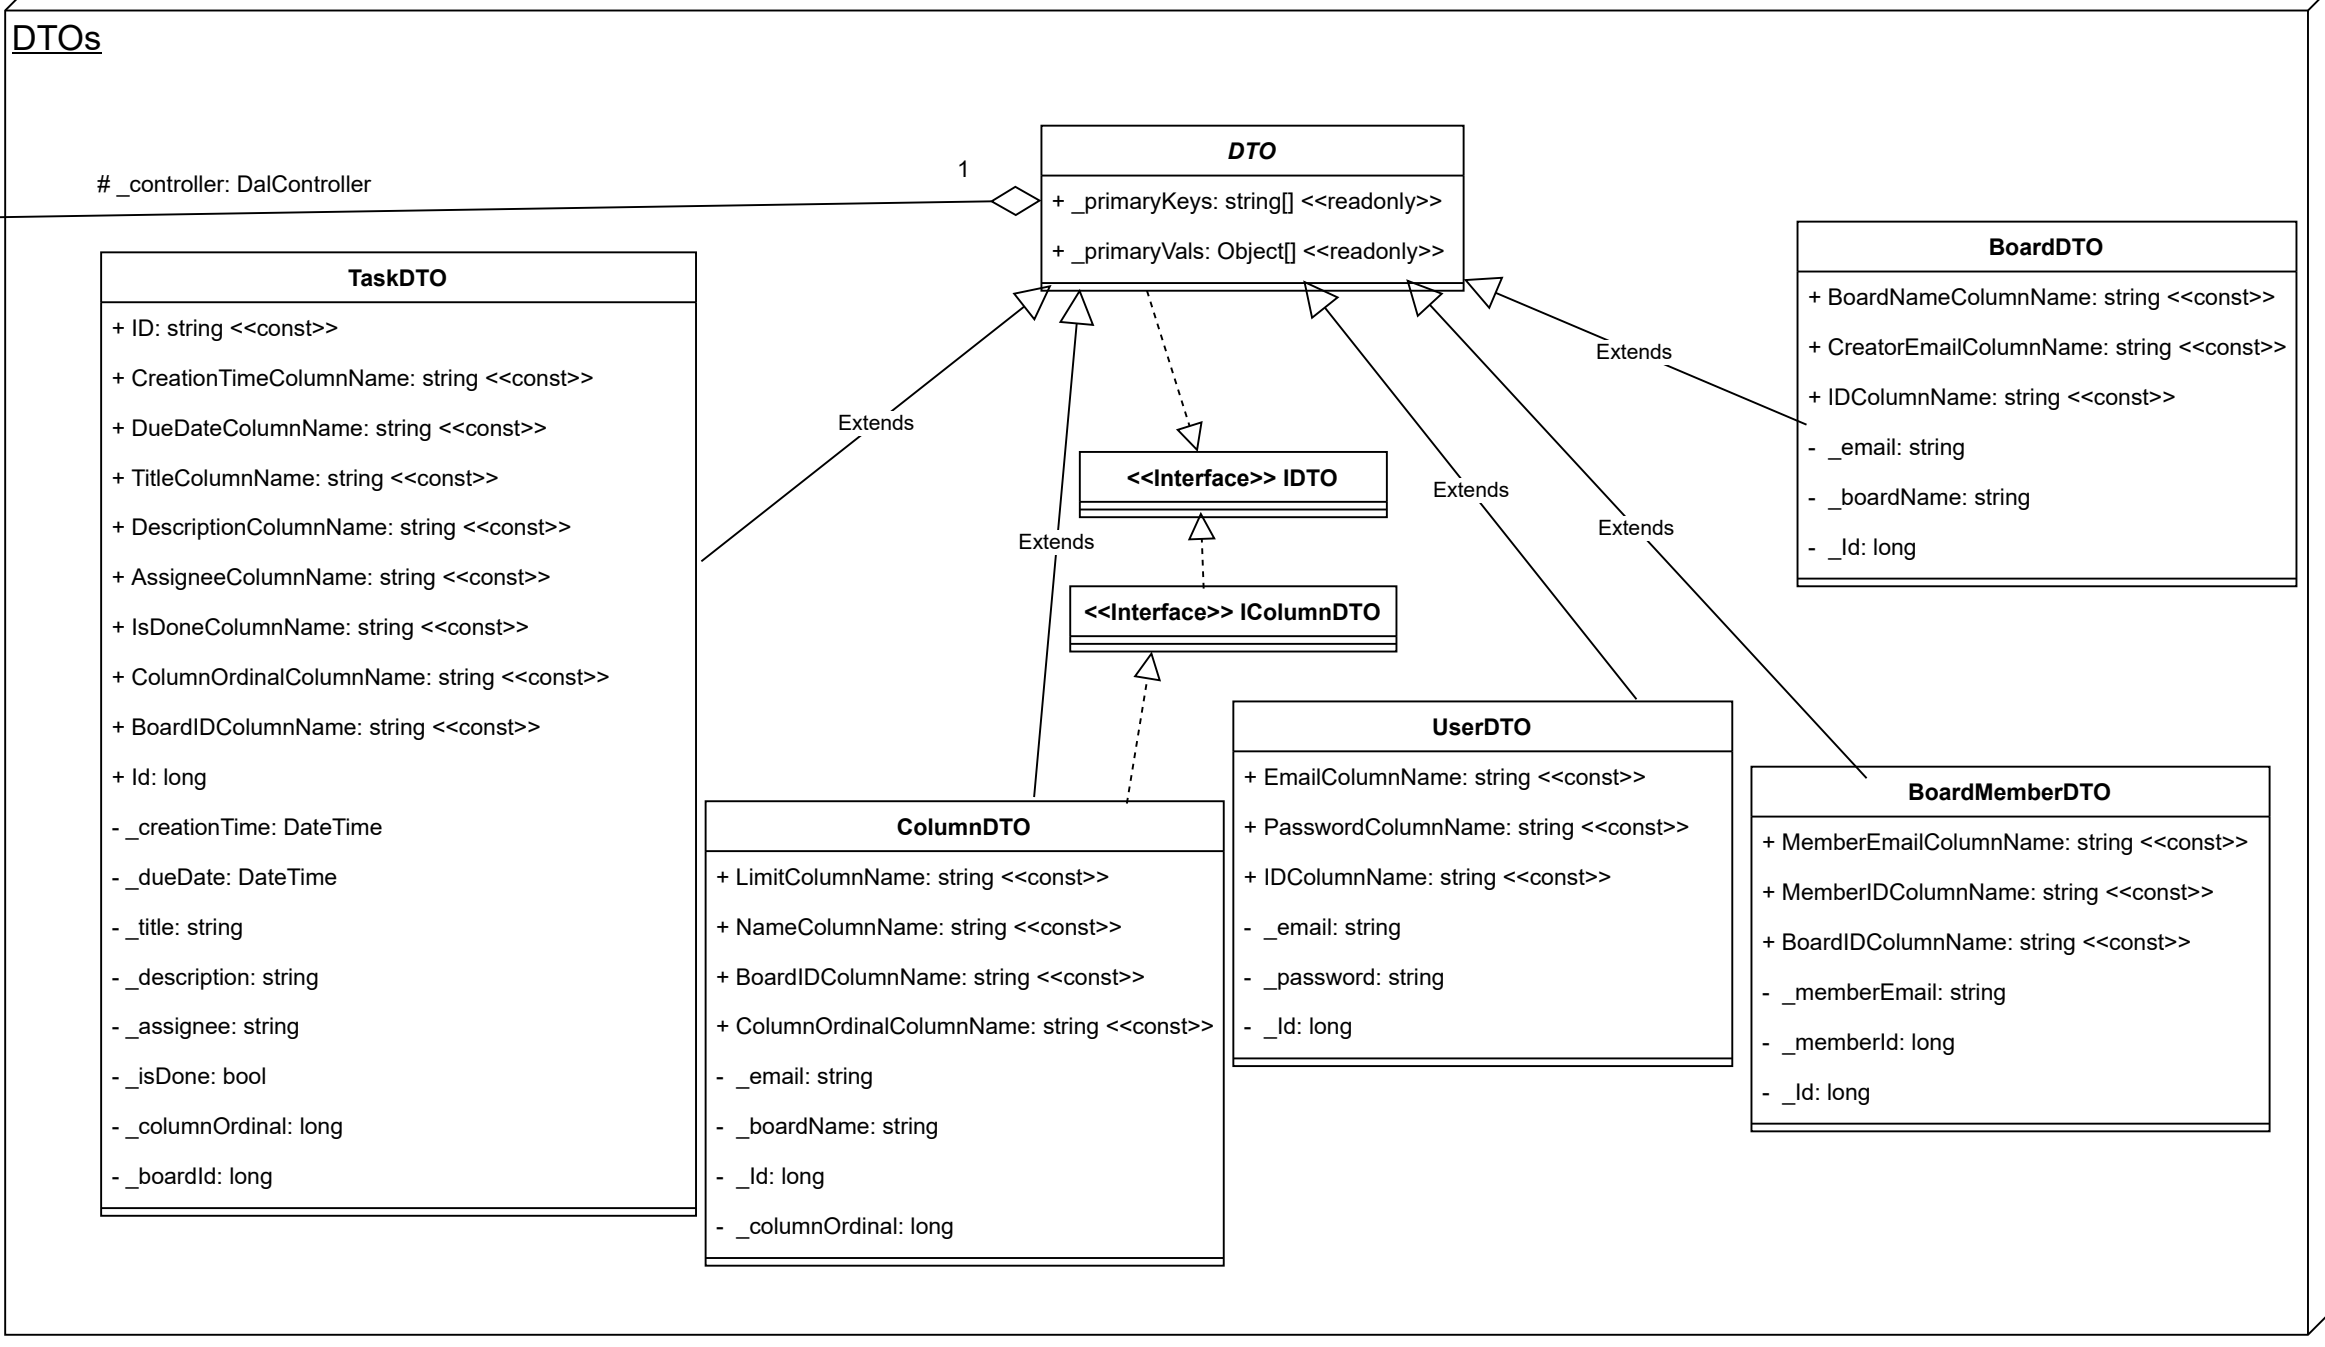 DTOs
# _controller: DalController
1
DTO
+ _primaryKeys: string[] <<readonly>>
+ _primaryVals: Object[] <<readonly>>
TaskDTO
+ ID: string <<const>>
+ CreationTimeColumnName: string <<const>>
+ DueDateColumnName: string <<const>>
+ TitleColumnName: string <<const>>
+ DescriptionColumnName: string <<const>>
+ AssigneeColumnName: string <<const>>
+ IsDoneColumnName: string <<const>>
+ ColumnOrdinalColumnName: string <<const>>
+ BoardIDColumnName: string <<const>>
+ Id: long
- _creationTime: DateTime
- _dueDate: DateTime
- _title: string
- _description: string
- _assignee: string
- _isDone: bool
- _columnOrdinal: long
- _boardId: long
Extends
Extends
<<Interface>> IDTO
<<Interface>> IColumnDTO
Extends
Extends
Extends
BoardDTO
+ BoardNameColumnName: string <<const>>
+ CreatorEmailColumnName: string <<const>>
+ IDColumnName: string <<const>>
- _email: string
- _boardName: string
- _Id: long
ColumnDTO
+ LimitColumnName: string <<const>>
+ NameColumnName: string <<const>>
+ BoardIDColumnName: string <<const>>
+ ColumnOrdinalColumnName: string <<const>>
- _email: string
- _boardName: string
- _Id: long
- _columnOrdinal: long
UserDTO
+ EmailColumnName: string <<const>>
+ PasswordColumnName: string <<const>>
+ IDColumnName: string <<const>>
- _email: string
- _password: string
- _Id: long
BoardMemberDTO
+ MemberEmailColumnName: string <<const>>
+ MemberIDColumnName: string <<const>>
+ BoardIDColumnName: string <<const>>
- _memberEmail: string
- _memberId: long
- _Id: long